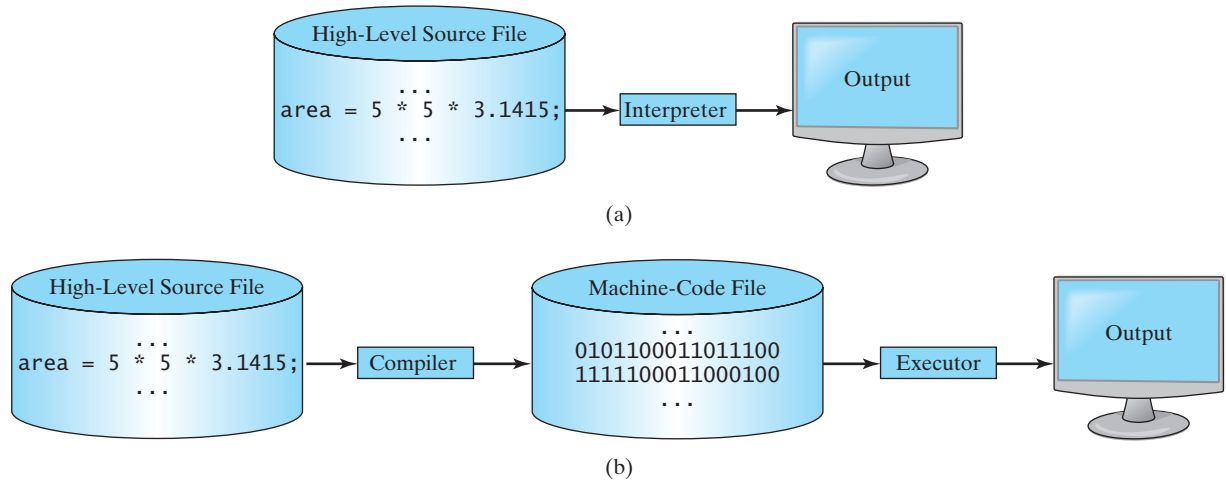 High-Level Source File
...
area = 5 * 5 * 3.1415;
...
Interpreter
Output
(a)
High-Level Source File
...
area = 5 * 5 * 3.1415;
...
Compiler
Machine-Code File
...
0101100011011100
1111100011000100
...
Executor
Output
(b)